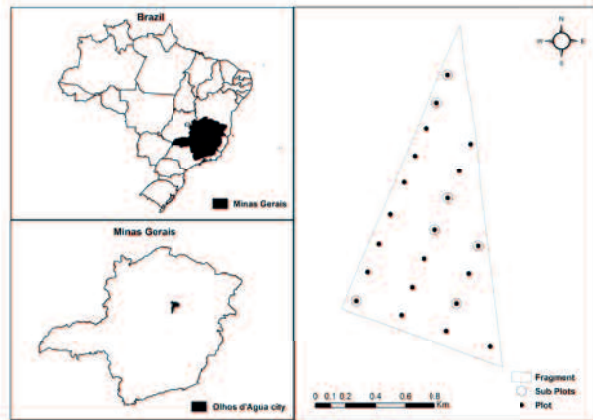 Brazil
Minas Gerais
Minas Gerais
Olhos d'Agua city
N
W
E
S
Fragment
Sub Plots
Plot
0 0.1 0.2 0.4 0.6 0.8
Km